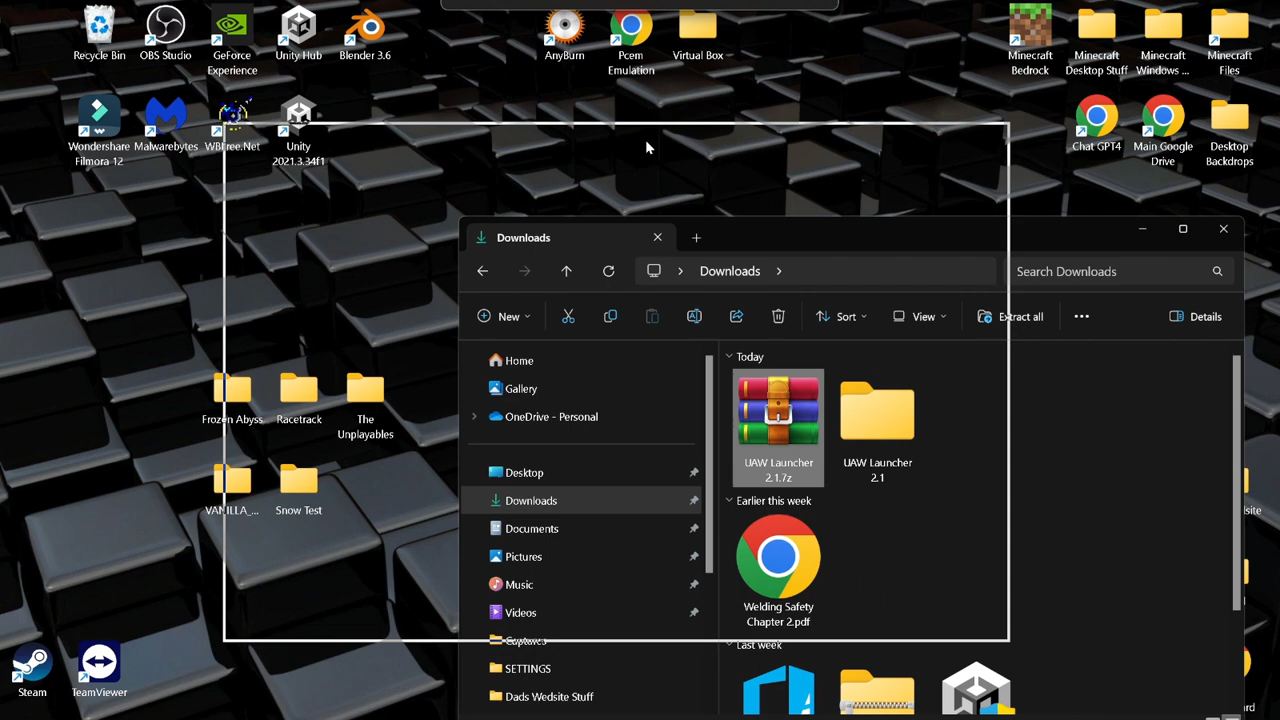 Recycle Bin
OBS Studio
GeForce
Experience
Unity Hub
Blender 3.6
AnyBurn
Pcem
Emulation
Virtual Box
Minecraft
Bedrock
Minecraft
Desktop Stuff
Minecraft
Windows ...
Minecraft
Files
Wondershare
Filmora 12
Malwarebytes
WBFree.Net
Unity
2021.3.34f1
Chat GPT4
Main Google
Drive
Desktop
Backdrops
Downloads
Downloads
Search Downloads
New
Sort
View
Extract all
Details
Home
Gallery
OneDrive - Personal
Desktop
Downloads
Documents
Pictures
Music
Videos
Captures
SETTINGS
Dads Wedsite Stuff
Today
UAW Launcher
2.1.7z
UAW Launcher
2.1
Earlier this week
Welding Safety
Chapter 2.pdf
Last week
Frozen Abyss
Racetrack
The
Unplayables
VANILLA_...
Snow Test
Steam
TeamViewer